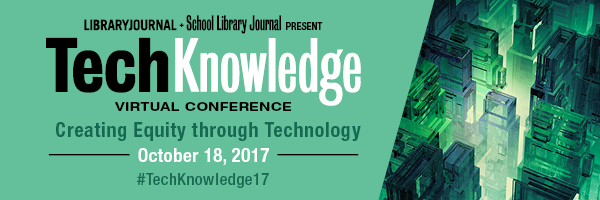 LIBRARYJOURNAL + School Library Journal PRESENT
TechKnowledge
VIRTUAL CONFERENCE
Creating Equity through Technology
October 18, 2017
#TechKnowledge17